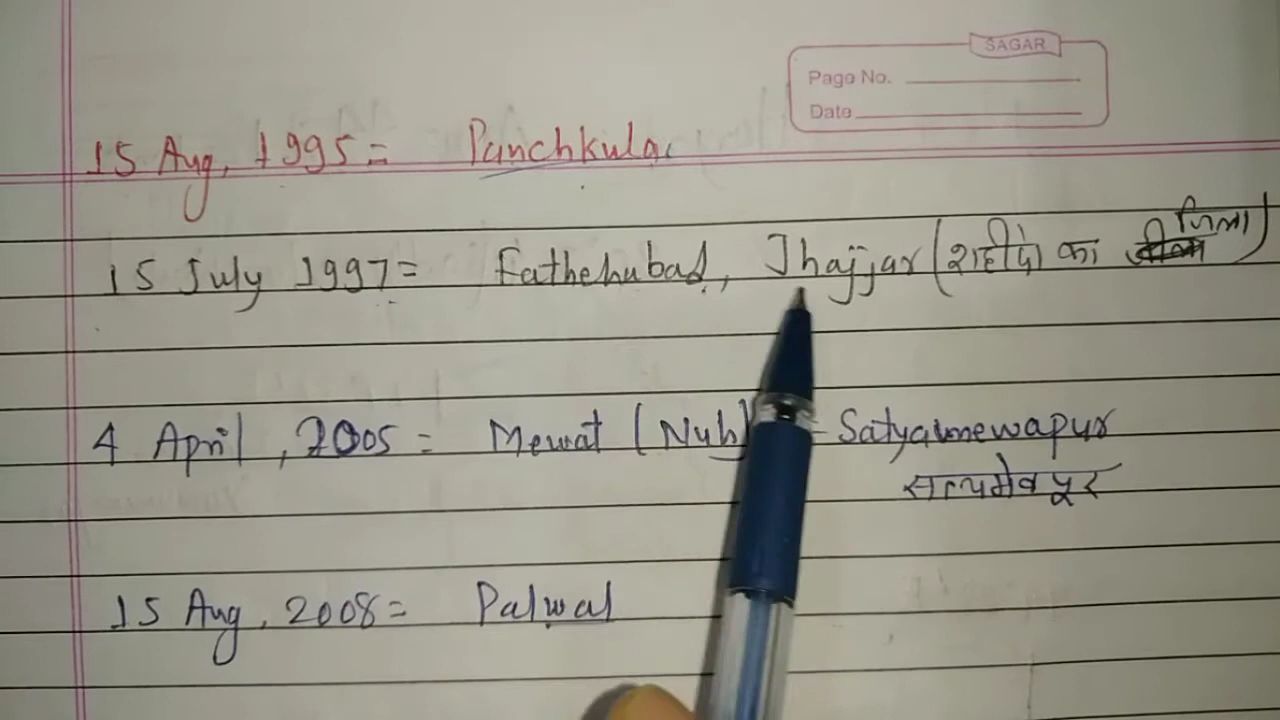 SAGAR
Page No.
Date
15 Aug, 1995 = Panchkula
15 July 1997 = Fathehabad, Jhajjar (शहीदो का जिला)
4 April, 2005 = Mewat (Nuh) = Satyamewapur
सत्यमेवपुर
15 Aug, 2008 = Palwal